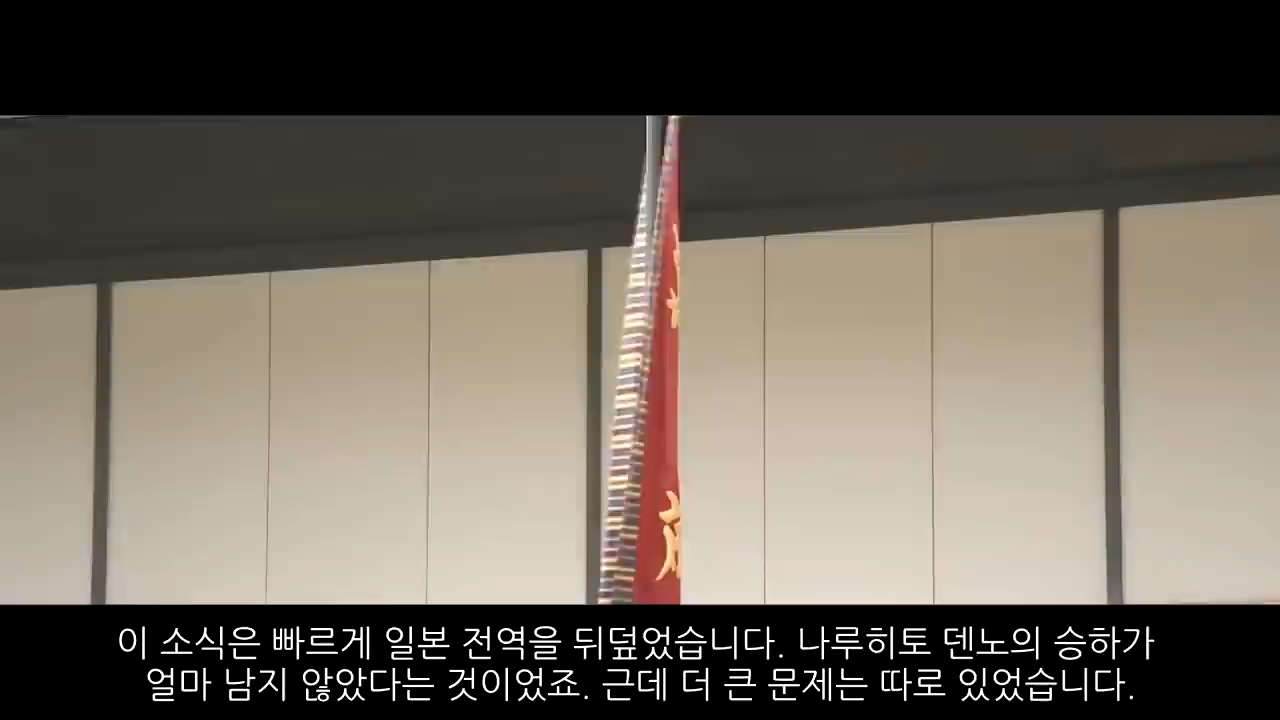 이 소식은 빠르게 일본 전역을 뒤덮었습니다. 나루히토 덴노의 승하가
얼마 남지 않았다는 것이었죠. 근데 더 큰 문제는 따로 있었습니다.